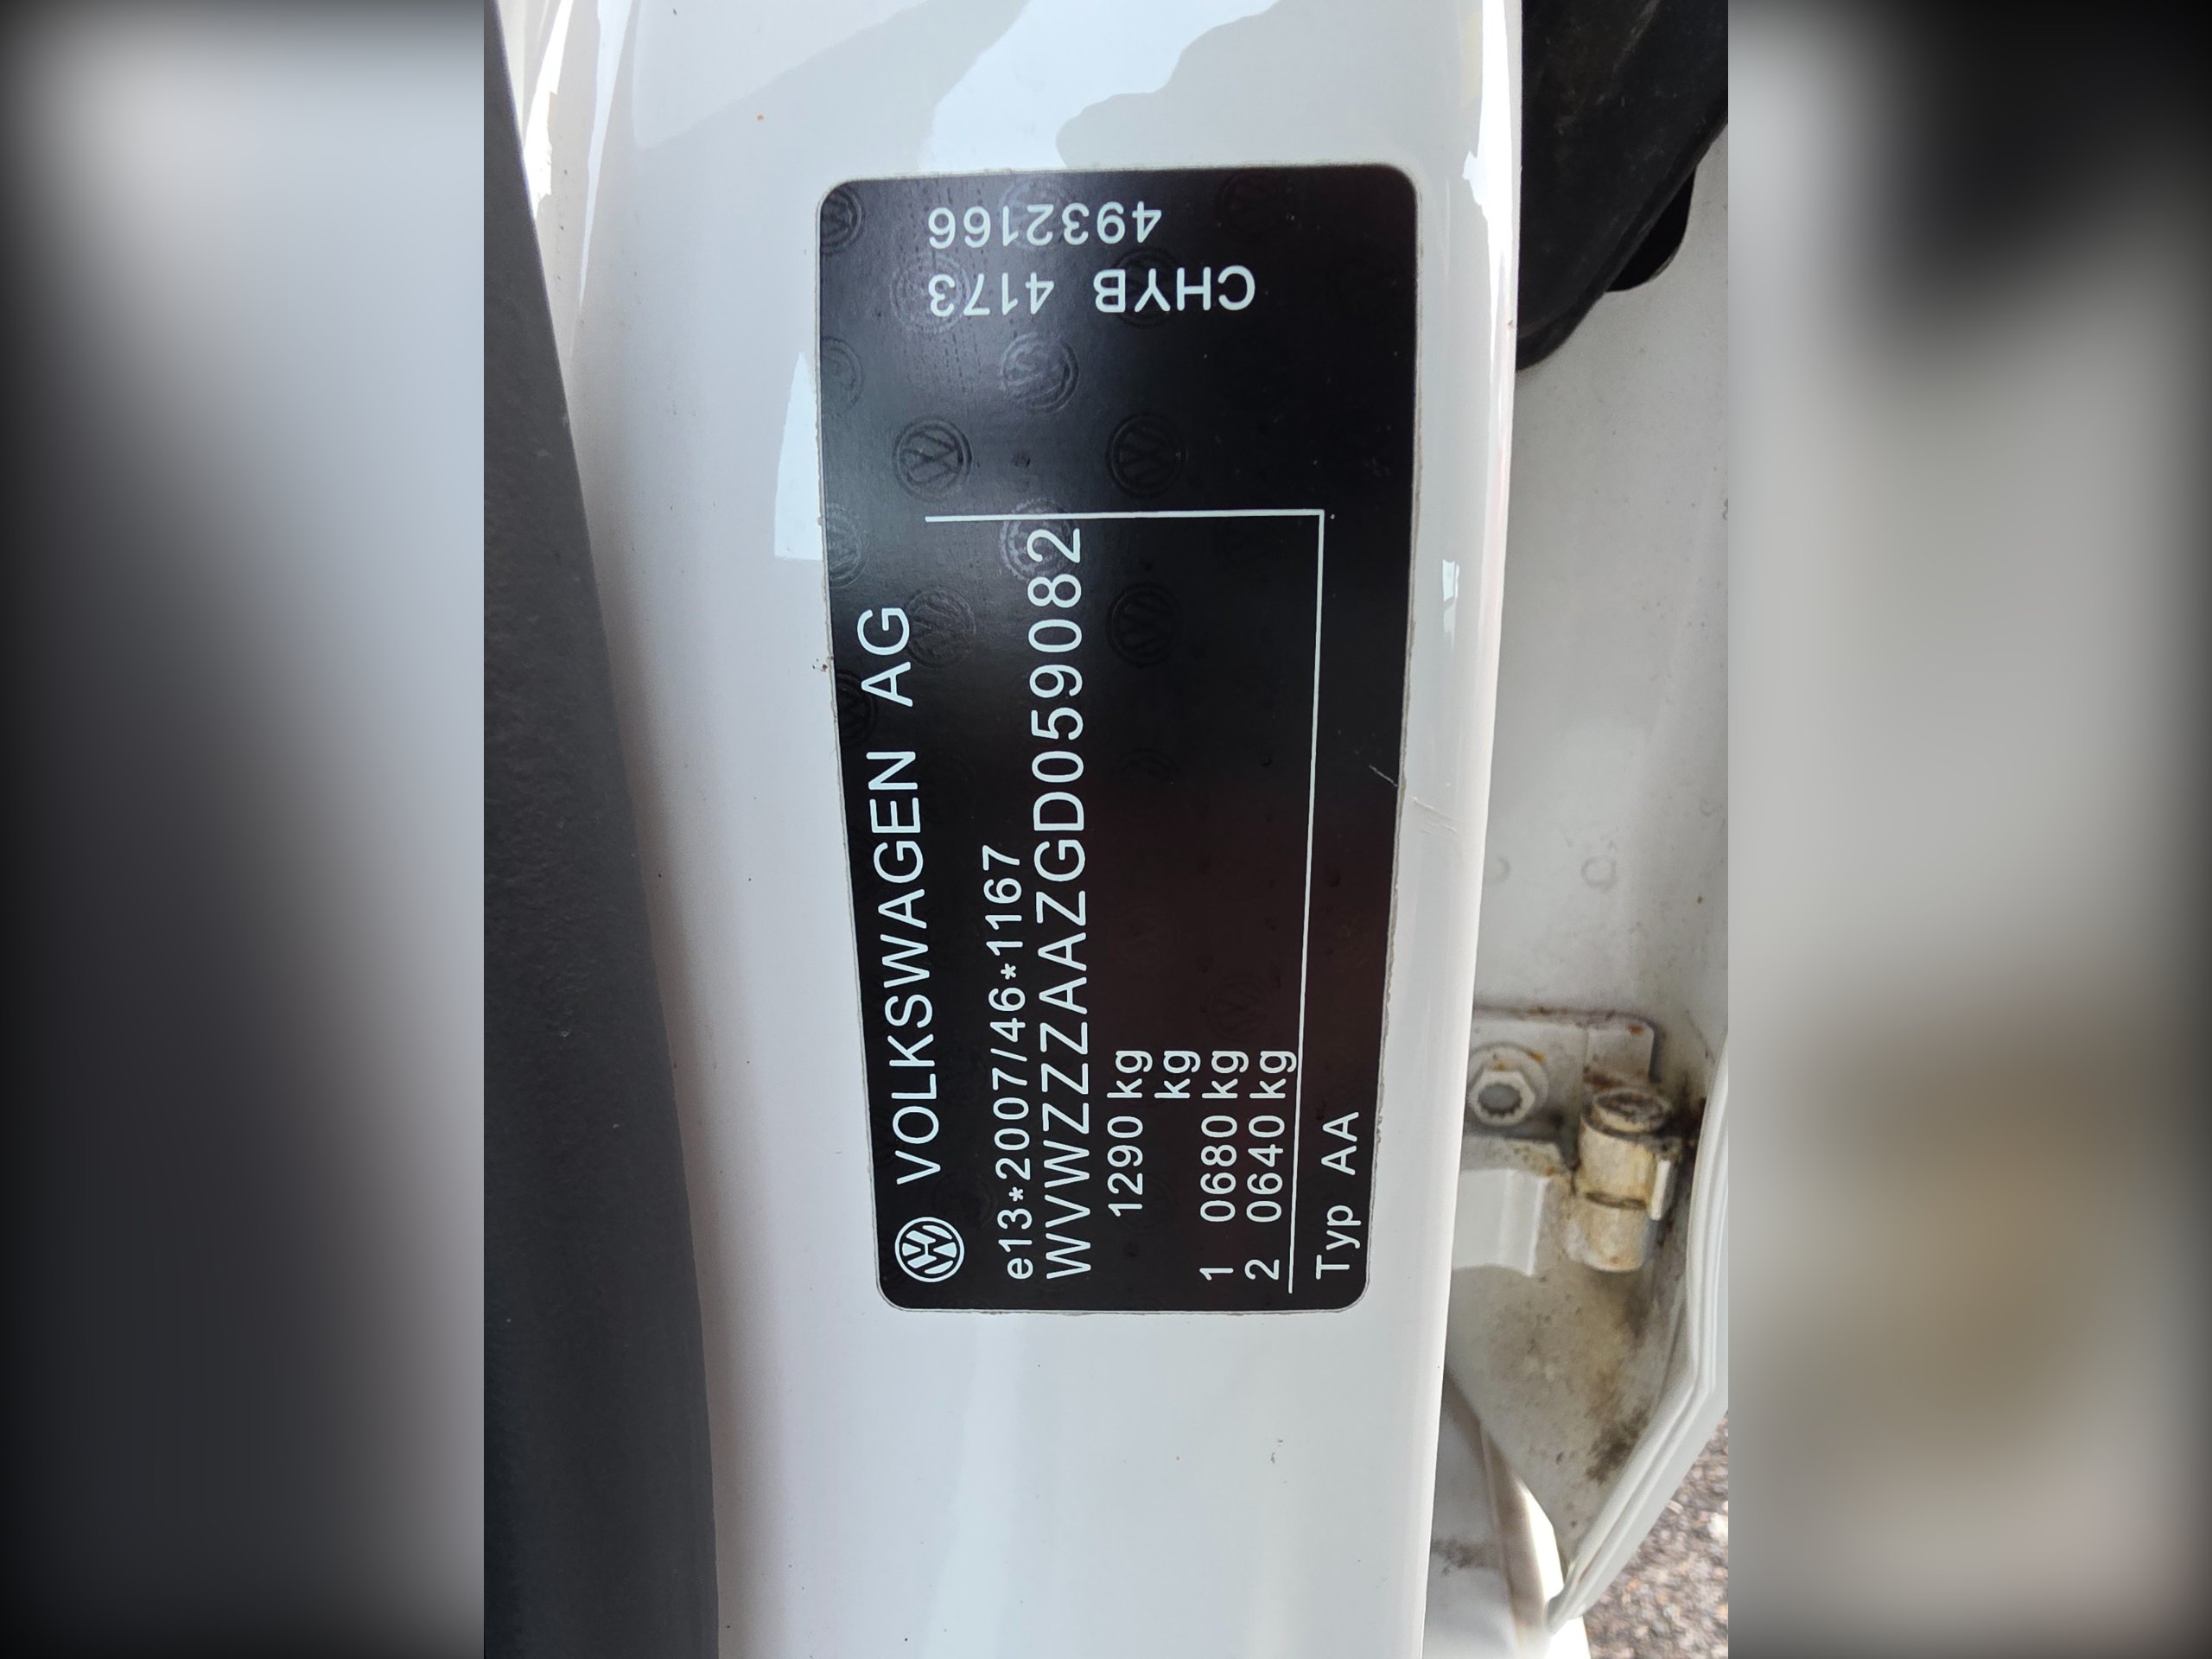 VOLKSWAGEN AG
e13*2007/46*1167
WVWZZZAAZGD059082
1290 kg
kg
1 0680 kg
2 0640 kg
Typ AA
CHYB 4173
4932166